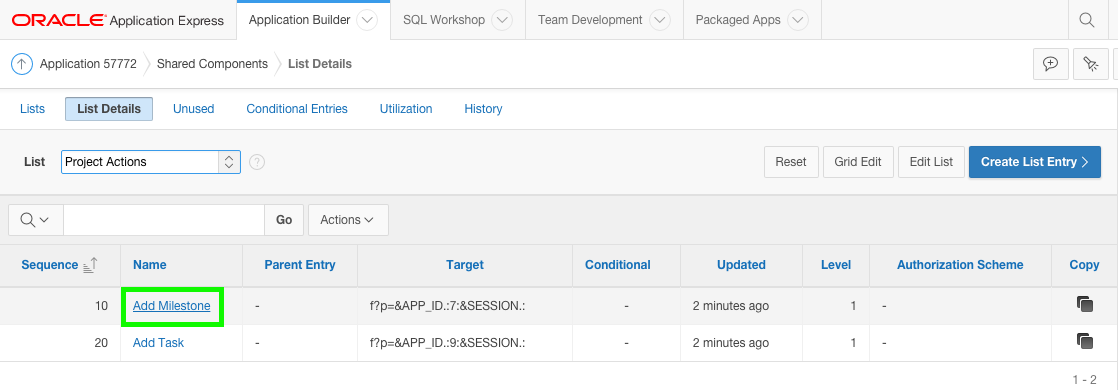 ORACLE Application Express Application Builder SQL Workshop Team Development Packaged Apps
Application 57772 Shared Components List Details
Lists List Details Unused Conditional Entries Utilization History
List Project Actions ? Reset Grid Edit Edit List Create List Entry >
Go Actions
Sequence Name Parent Entry Target Conditional Updated Level Authorization Scheme Copy
10 Add Milestone - f?p=&APP_ID.:7:&SESSION.: - 2 minutes ago 1 -
20 Add Task - f?p=&APP_ID.:9:&SESSION.: - 2 minutes ago 1 -
1 - 2